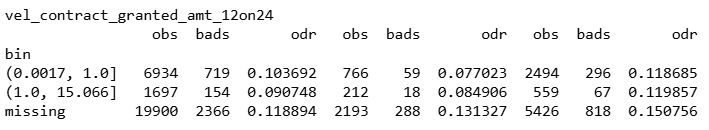 vel_contract_granted_amt_12on24
obs bads odr obs bads odr obs bads odr
bin
(0.0017, 1.0] 6934 719 0.103692 766 59 0.077023 2494 296 0.118685
(1.0, 15.066] 1697 154 0.090748 212 18 0.084906 559 67 0.119857
missing 19900 2366 0.118894 2193 288 0.131327 5426 818 0.150756